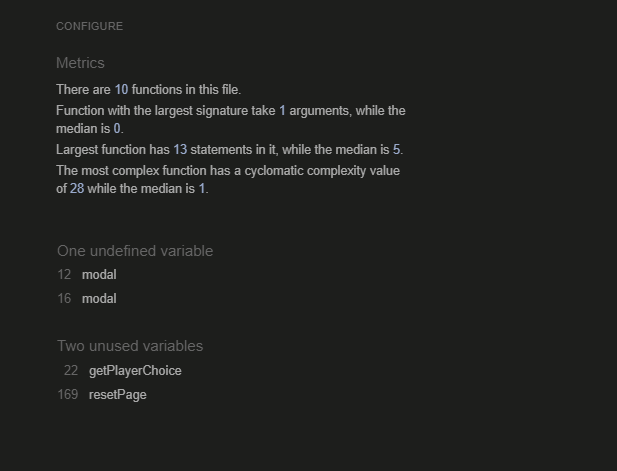 CONFIGURE
Metrics
There are 10 functions in this file.
Function with the largest signature take 1 arguments, while the
median is 0.
Largest function has 13 statements in it, while the median is 5.
The most complex function has a cyclomatic complexity value
of 28 while the median is 1.
One undefined variable
12 modal
16 modal
Two unused variables
22 getPlayerChoice
169 resetPage